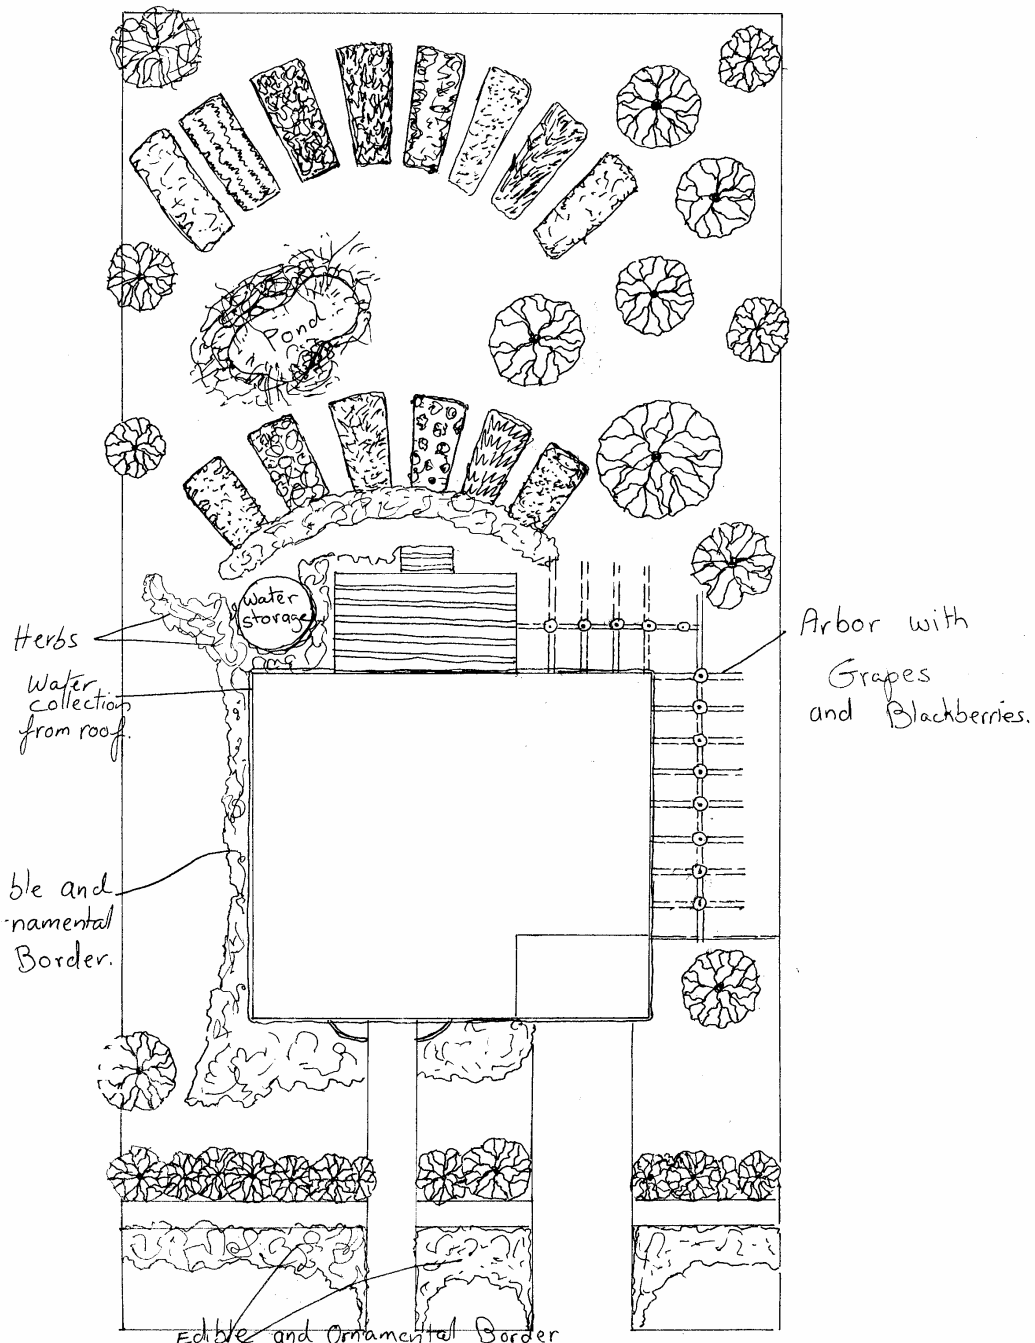 Pond
Water
storage
Herbs
Water
collection
from roof.
Arbor with
Grapes
and Blackberries.
ble and
namental
Border.
Edible and Ornamental Border